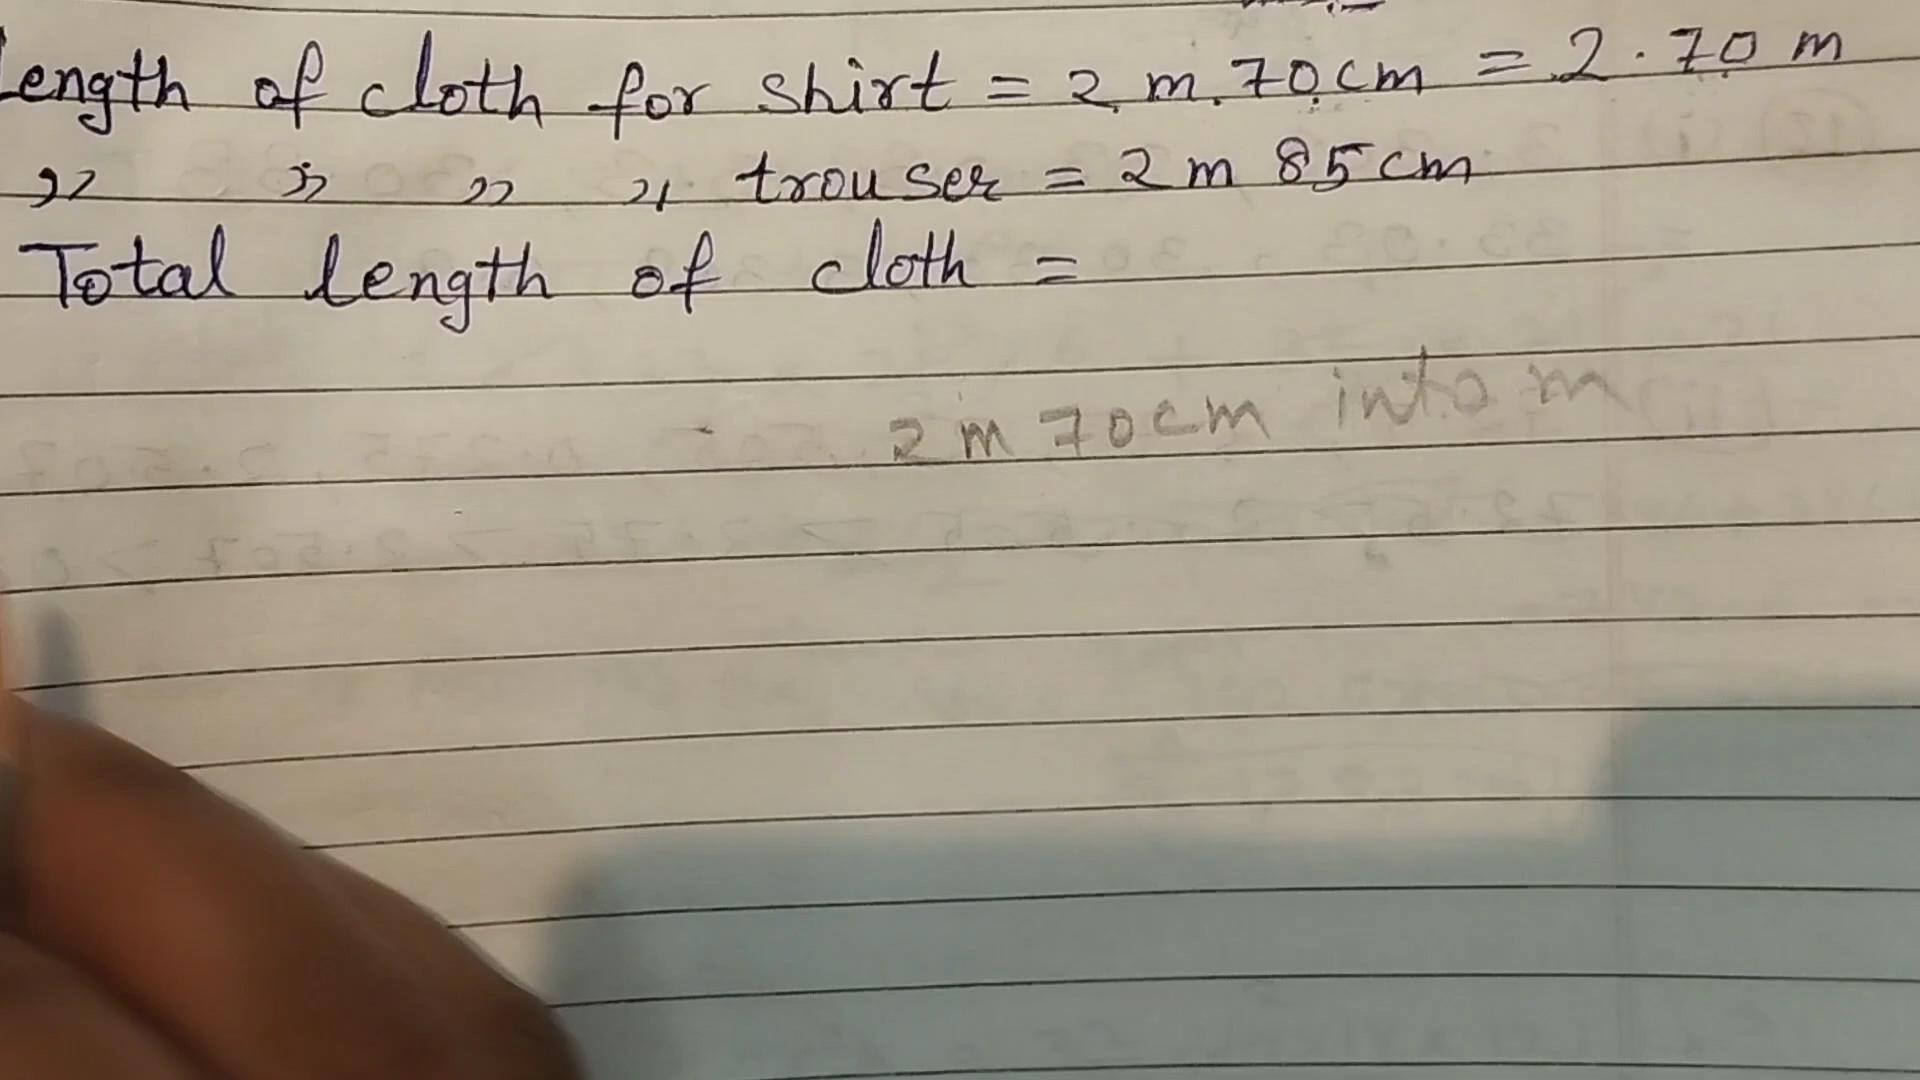 Length of cloth for shirt = 2 m 70 cm = 2.70 m
,, ,, ,, ,, trouser = 2 m 85 cm
Total length of cloth =
2 m 70 cm into m